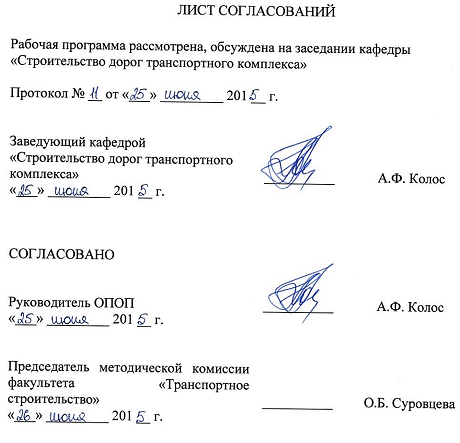 ЛИСТ СОГЛАСОВАНИЙ
Рабочая программа рассмотрена, обсуждена на заседании кафедры
«Строительство дорог транспортного комплекса»
Протокол № 11 от «25» июня 2015 г.
Заведующий кафедрой
«Строительство дорог транспортного
комплекса»
«25» июня 2015 г. А.Ф. Колос
СОГЛАСОВАНО
Руководитель ОПОП
«25» июня 2015 г. А.Ф. Колос
Председатель методической комиссии
факультета «Транспортное
строительство»
«26» июня 2015 г. О.Б. Суровцева